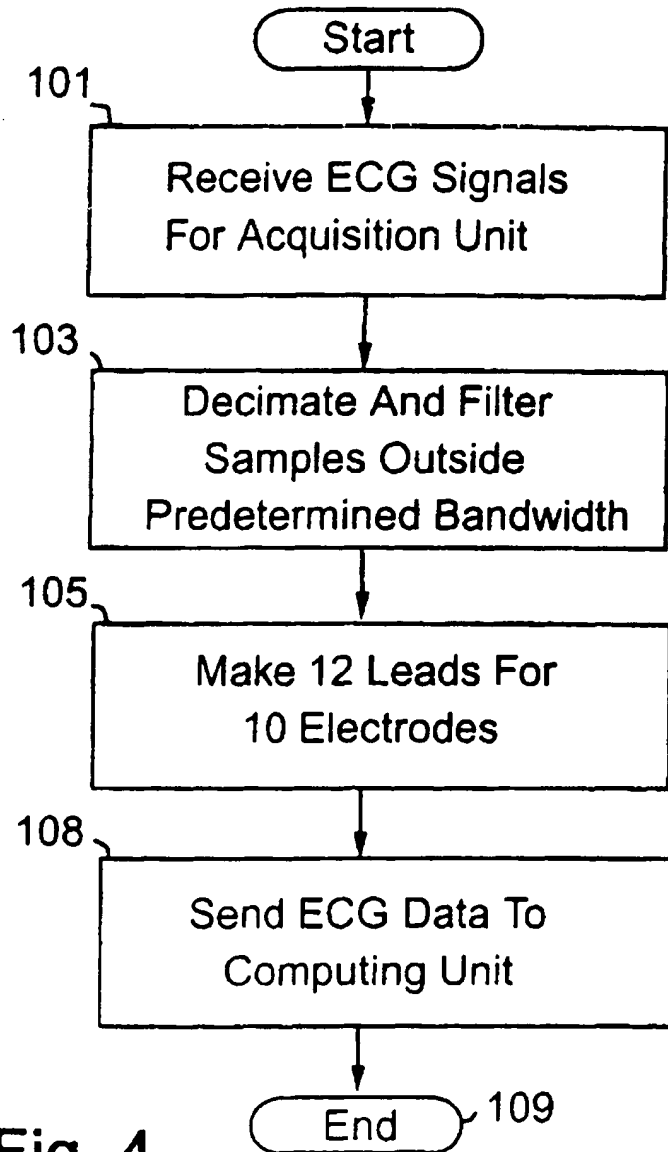 Start
101
Receive ECG Signals
For Acquisition Unit
103
Decimate And Filter
Samples Outside
Predetermined Bandwidth
105
Make 12 Leads For
10 Electrodes
108
Send ECG Data To
Computing Unit
End
109
Fig. 4